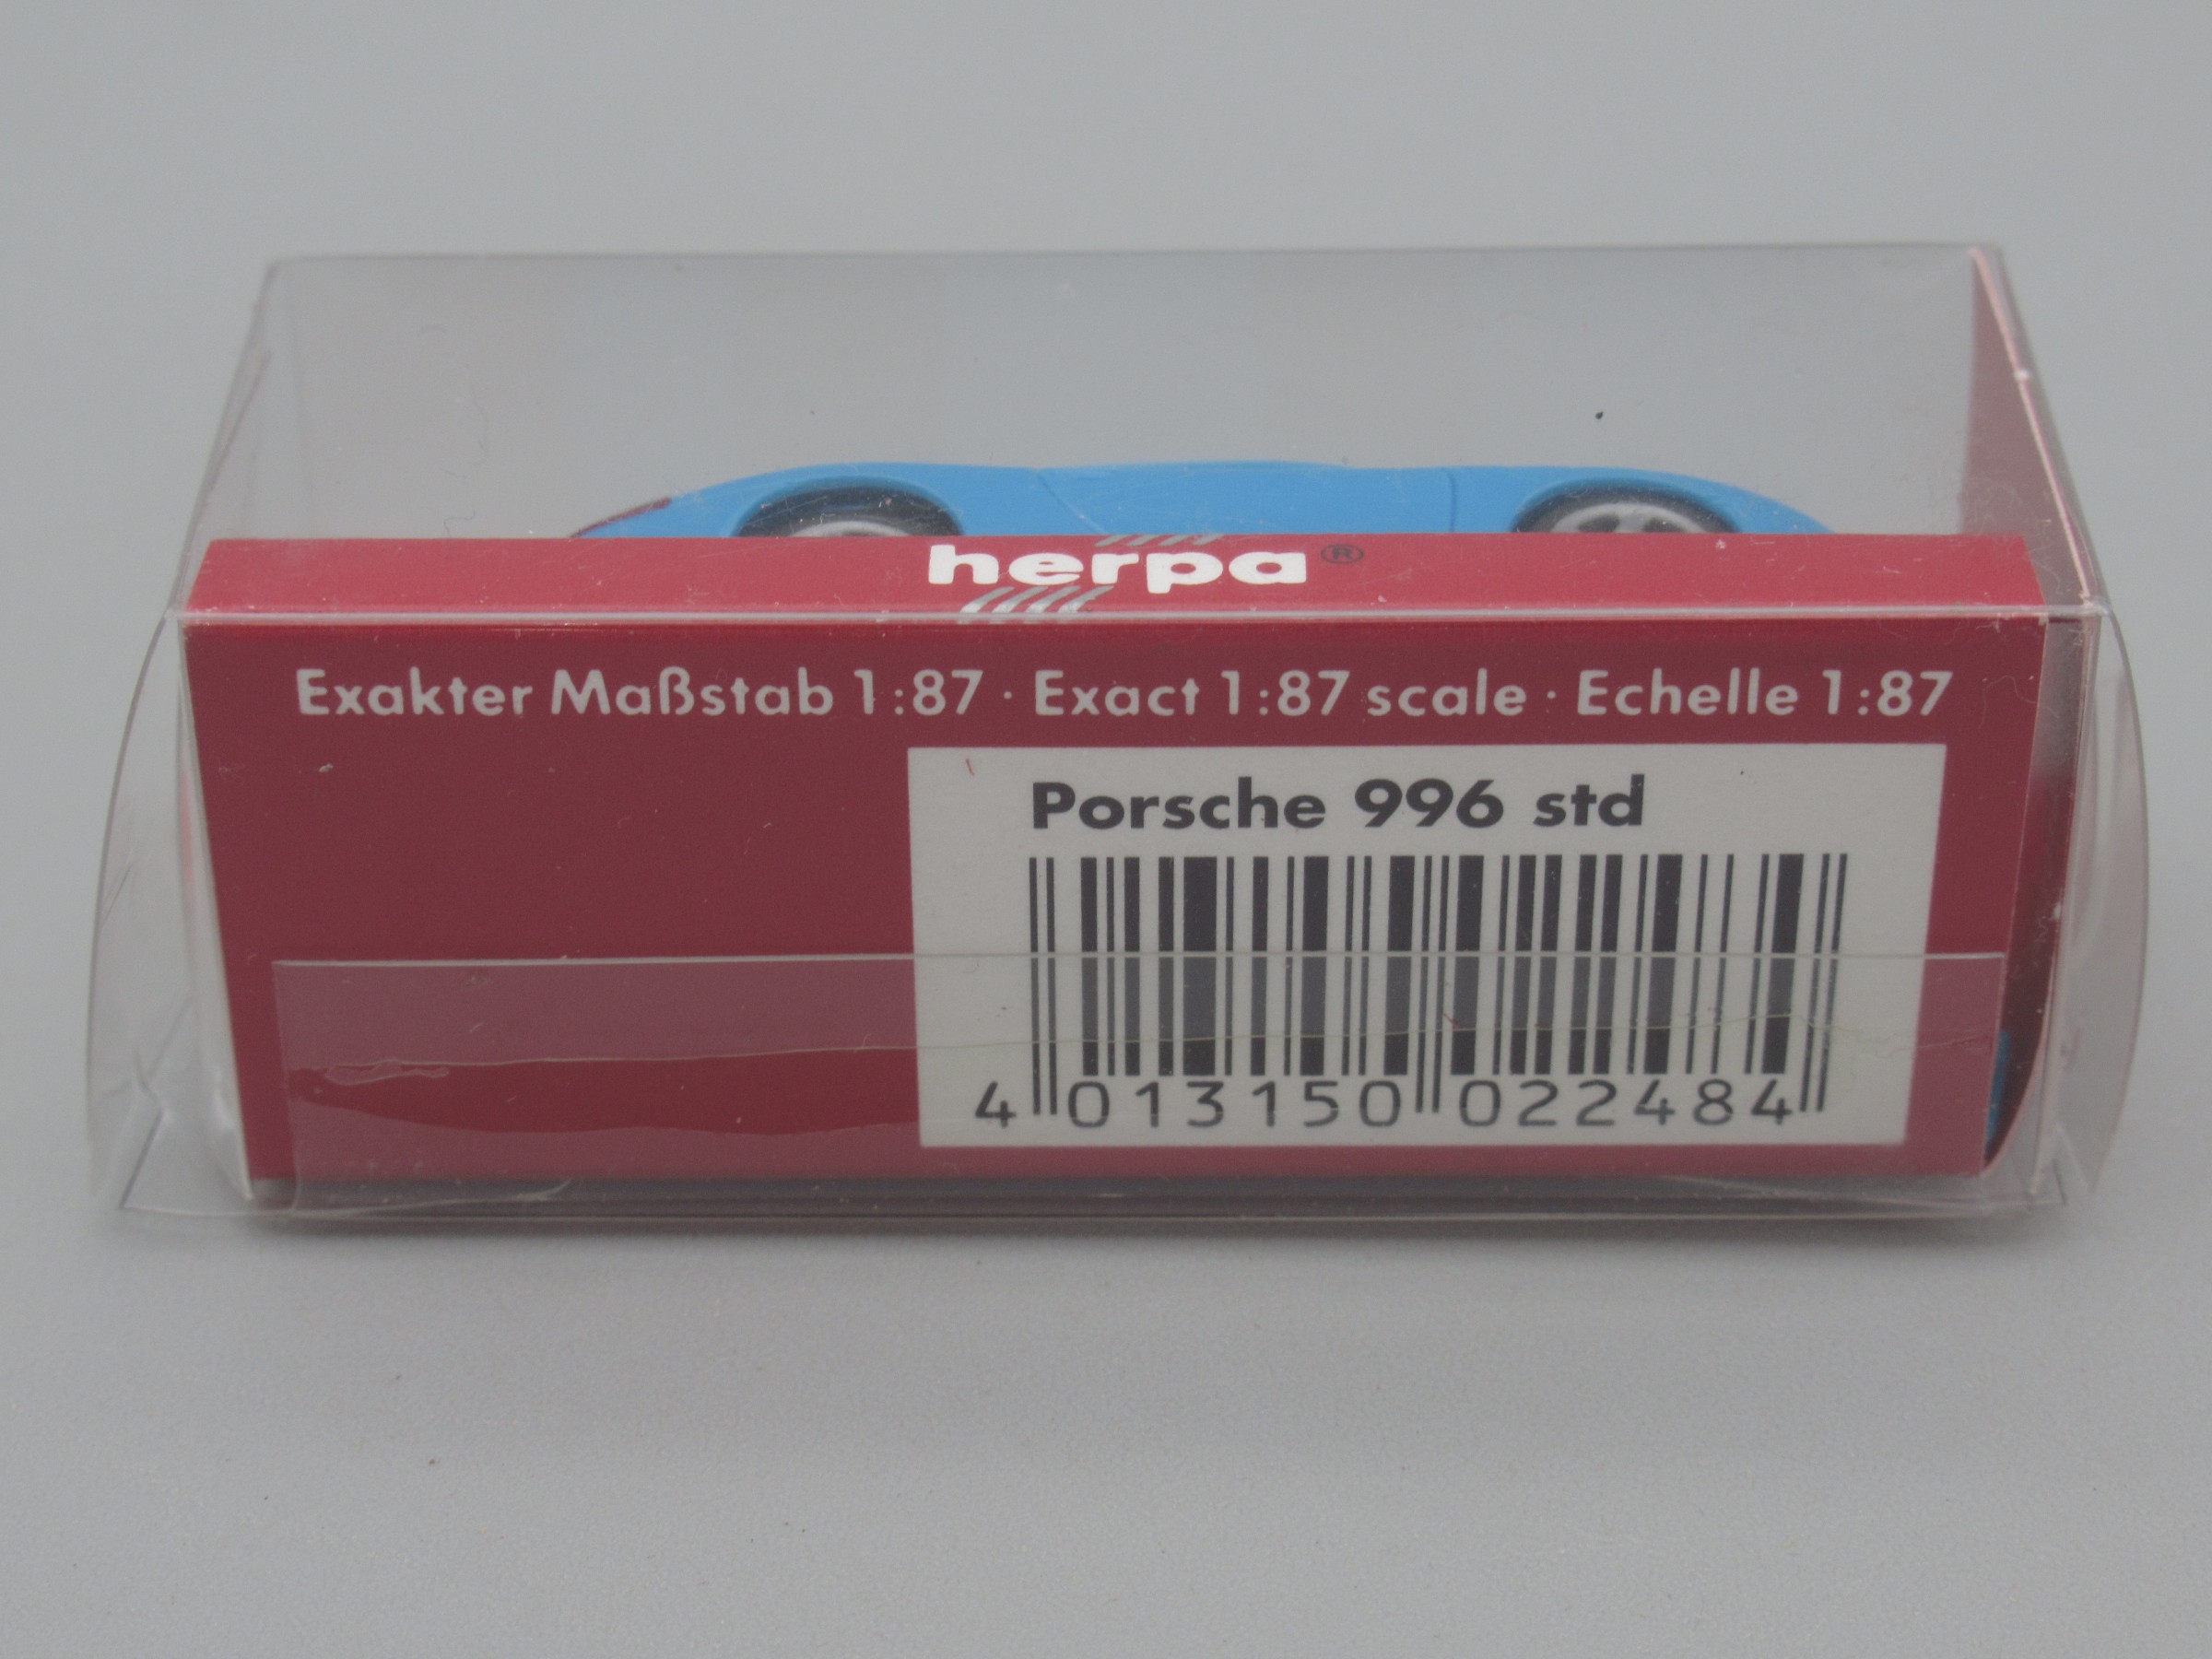 herpa®
Exakter Maßstab 1:87 · Exact 1:87 scale · Echelle 1:87
Porsche 996 std
4 013150 022484